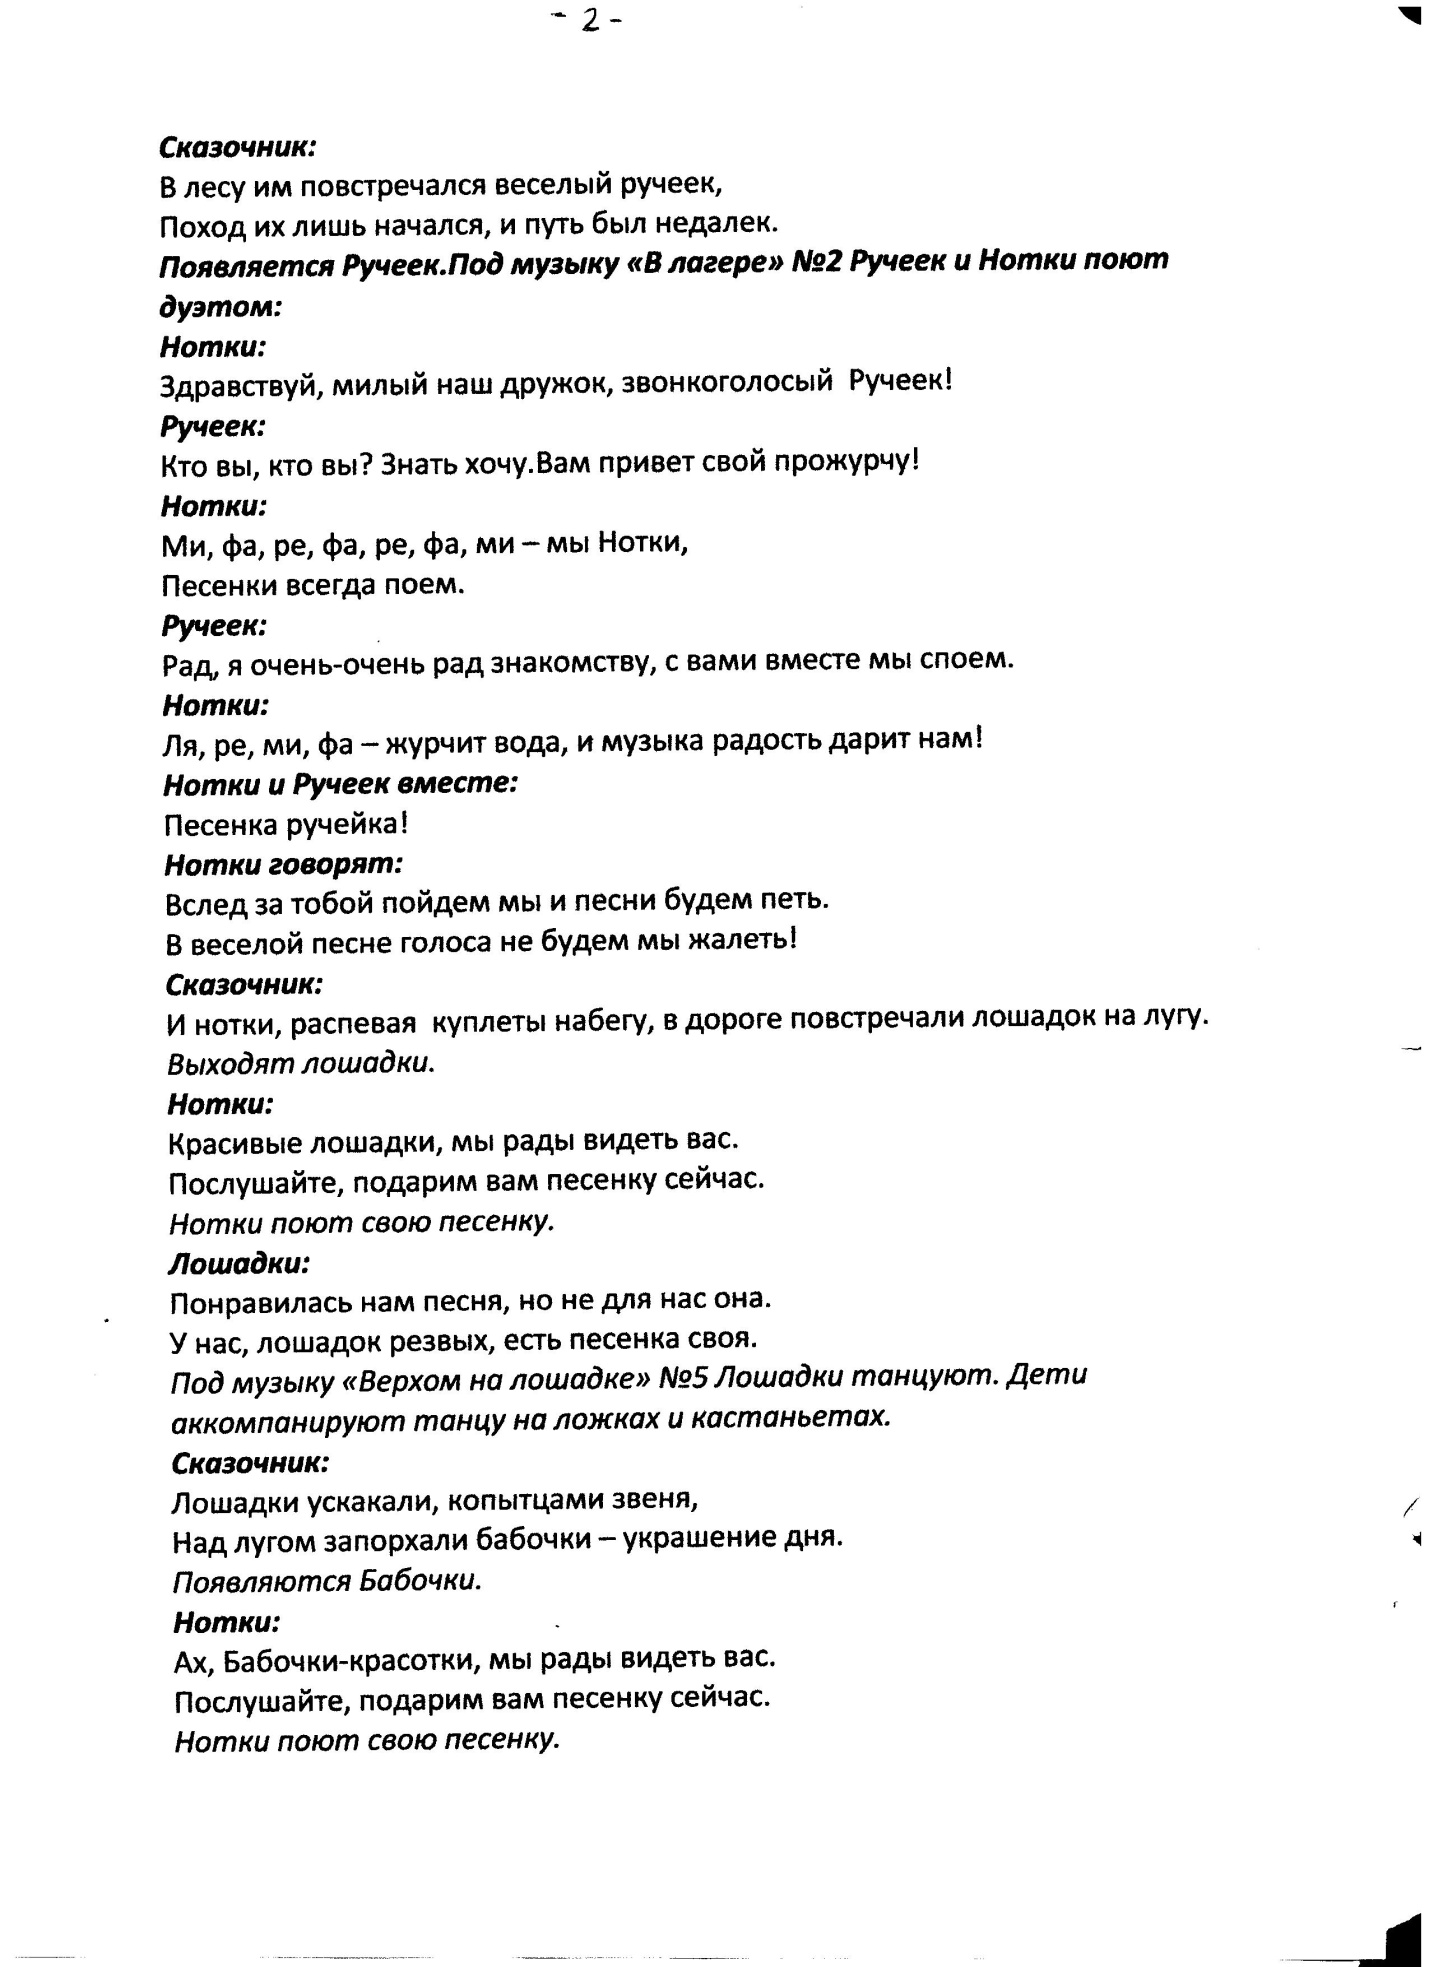 - 2 -
Сказочник:
В лесу им повстречался веселый ручеек,
Поход их лишь начался, и путь был недалек.
Появляется Ручеек.Под музыку «В лагере» №2 Ручеек и Нотки поют
дуэтом:
Нотки:
Здравствуй, милый наш дружок, звонкоголосый  Ручеек!
Ручеек:
Кто вы, кто вы? Знать хочу.Вам привет свой прожурчу!
Нотки:
Ми, фа, ре, фа, ре, фа, ми – мы Нотки,
Песенки всегда поем.
Ручеек:
Рад, я очень-очень рад знакомству, с вами вместе мы споем.
Нотки:
Ля, ре, ми, фа – журчит вода, и музыка радость дарит нам!
Нотки и Ручеек вместе:
Песенка ручейка!
Нотки говорят:
Вслед за тобой пойдем мы и песни будем петь.
В веселой песне голоса не будем мы жалеть!
Сказочник:
И нотки, распевая  куплеты набегу, в дороге повстречали лошадок на лугу.
Выходят лошадки.
Нотки:
Красивые лошадки, мы рады видеть вас.
Послушайте, подарим вам песенку сейчас.
Нотки поют свою песенку.
Лошадки:
Понравилась нам песня, но не для нас она.
У нас, лошадок резвых, есть песенка своя.
Под музыку «Верхом на лошадке» №5 Лошадки танцуют. Дети
аккомпанируют танцу на ложках и кастаньетах.
Сказочник:
Лошадки ускакали, копытцами звеня,
Над лугом запорхали бабочки – украшение дня.
Появляются Бабочки.
Нотки:
Ах, Бабочки-красотки, мы рады видеть вас.
Послушайте, подарим вам песенку сейчас.
Нотки поют свою песенку.